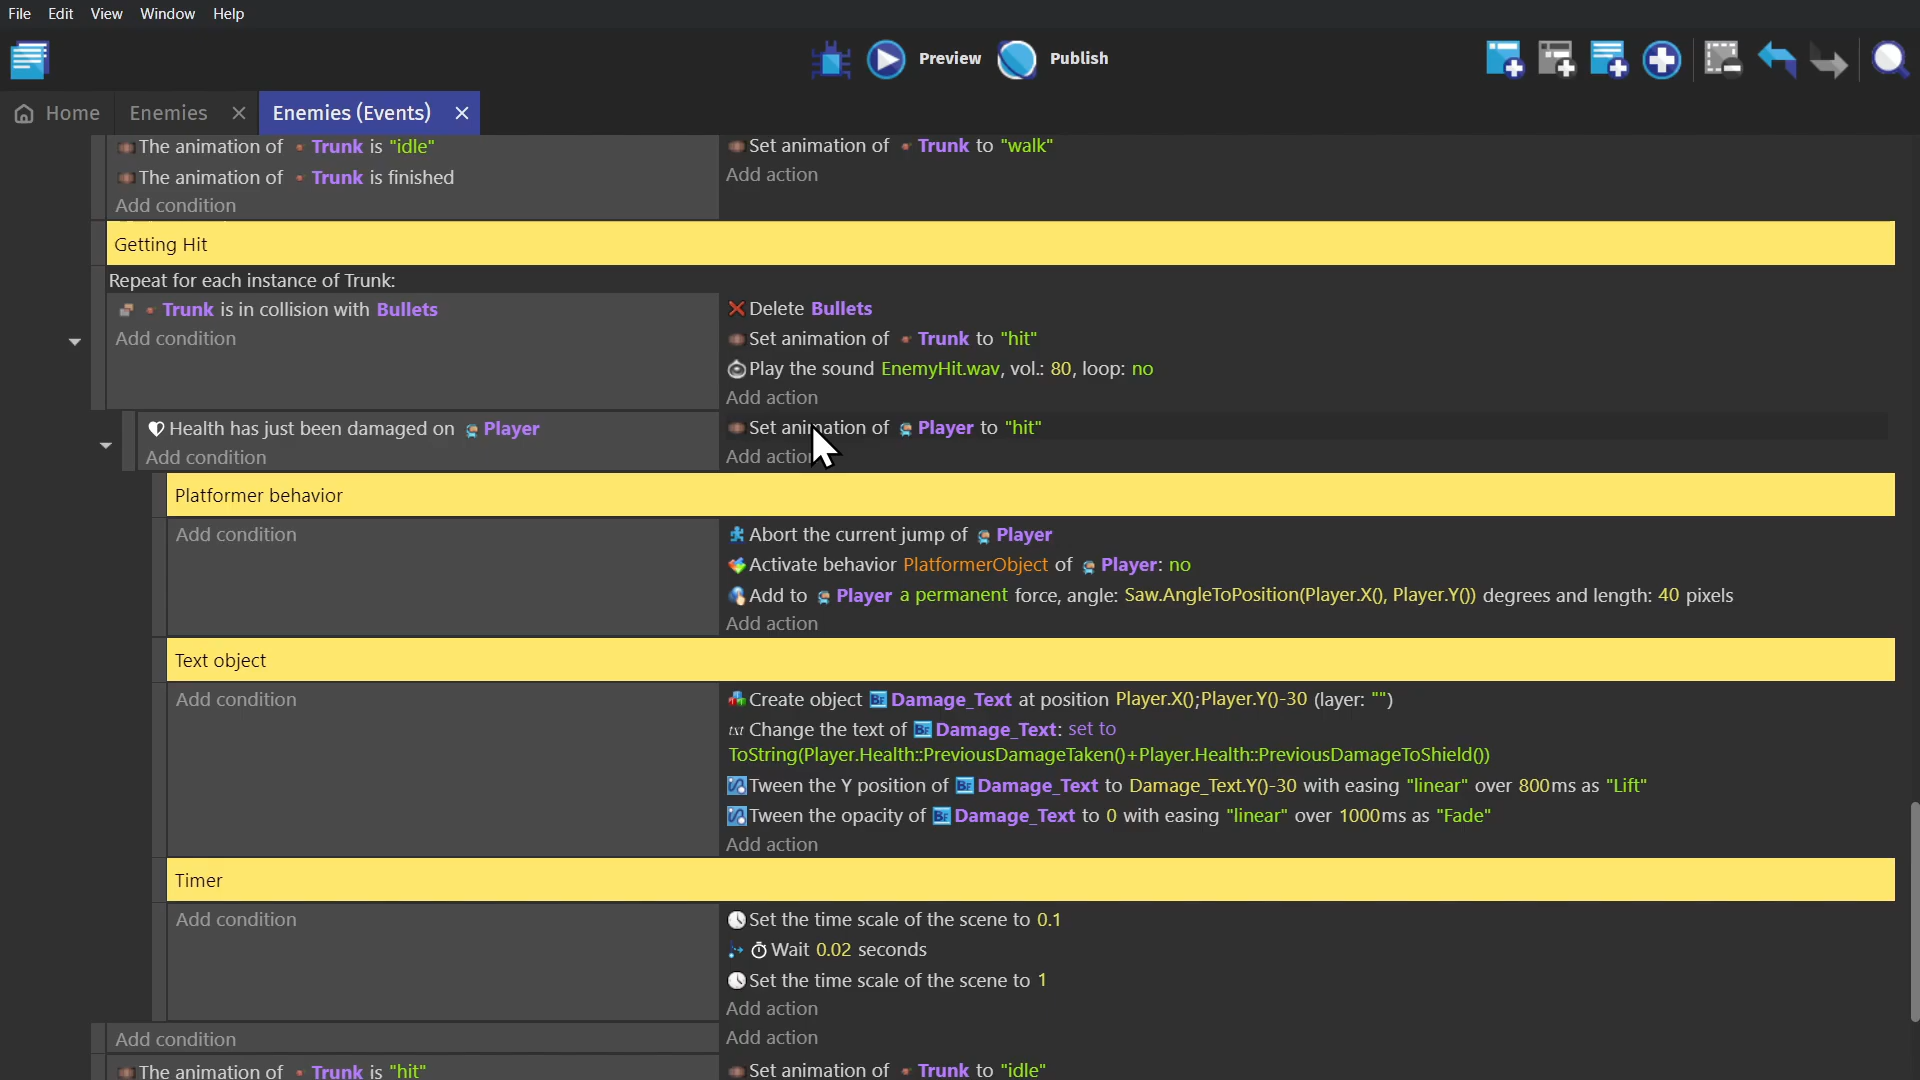 File Edit View Window Help
Preview Publish
Home Enemies Enemies (Events)
The animation of Trunk is "idle"
Set animation of Trunk to "walk"
The animation of Trunk is finished
Add action
Add condition
Getting Hit
Repeat for each instance of Trunk:
Trunk is in collision with Bullets
Delete Bullets
Add condition
Set animation of Trunk to "hit"
Play the sound EnemyHit.wav, vol.: 80, loop: no
Add action
Health has just been damaged on Player
Set animation of Player to "hit"
Add condition
Add action
Platformer behavior
Add condition
Abort the current jump of Player
Activate behavior PlatformerObject of Player: no
Add to Player a permanent force, angle: Saw.AngleToPosition(Player.X(), Player.Y()) degrees and length: 40 pixels
Add action
Text object
Add condition
Create object BF Damage_Text at position Player.X();Player.Y()-30 (layer: "")
txt Change the text of BF Damage_Text: set to
ToString(Player.Health::PreviousDamageTaken()+Player.Health::PreviousDamageToShield())
Tween the Y position of BF Damage_Text to Damage_Text.Y()-30 with easing "linear" over 800ms as "Lift"
Tween the opacity of BF Damage_Text to 0 with easing "linear" over 1000ms as "Fade"
Add action
Timer
Add condition
Set the time scale of the scene to 0.1
Wait 0.02 seconds
Set the time scale of the scene to 1
Add action
Add condition
Add action
The animation of Trunk is "hit"
Set animation of Trunk to "idle"